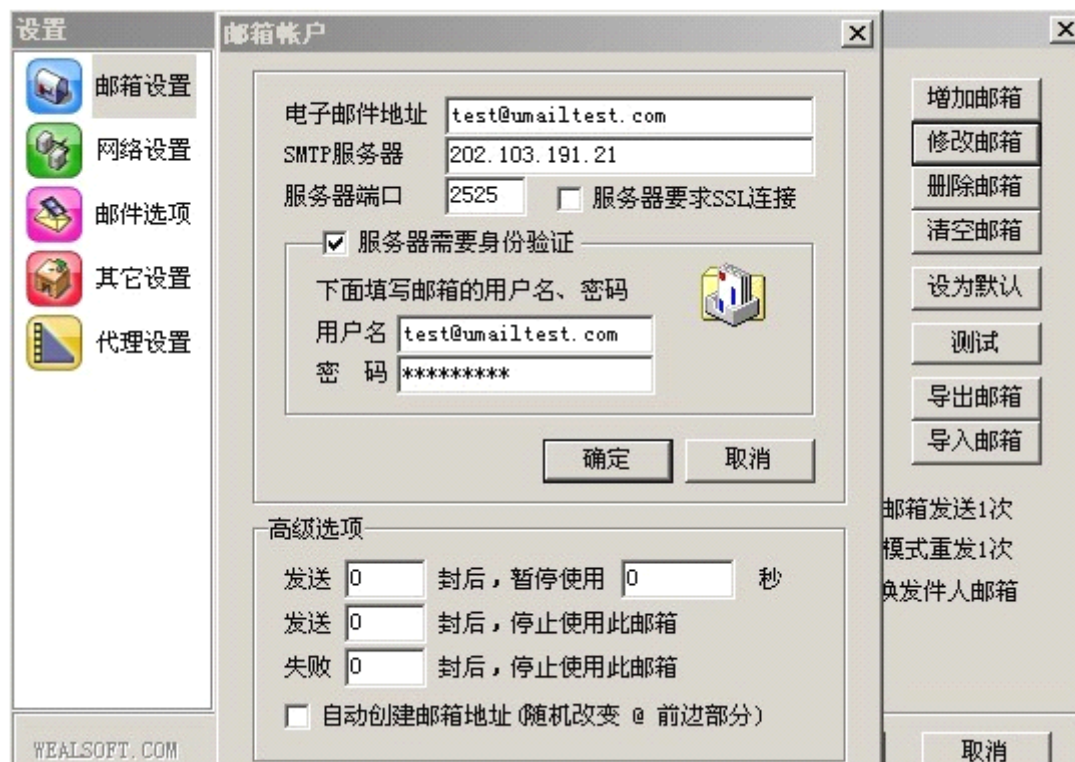 设置
邮箱设置
网络设置
邮件选项
其它设置
代理设置
WEALSOFT.COM
邮箱帐户
电子邮件地址 test@umailtest.com
SMTP服务器 202.103.191.21
服务器端口 2525 服务器要求SSL连接
服务器需要身份验证
下面填写邮箱的用户名、密码
用户名 test@umailtest.com
密 码 *********
确定 取消
高级选项
发送 0 封后，暂停使用 0 秒
发送 0 封后，停止使用此邮箱
失败 0 封后，停止使用此邮箱
自动创建邮箱地址(随机改变 @ 前边部分)
增加邮箱
修改邮箱
删除邮箱
清空邮箱
设为默认
测试
导出邮箱
导入邮箱
邮箱发送1次
模式重发1次
换发件人邮箱
取消